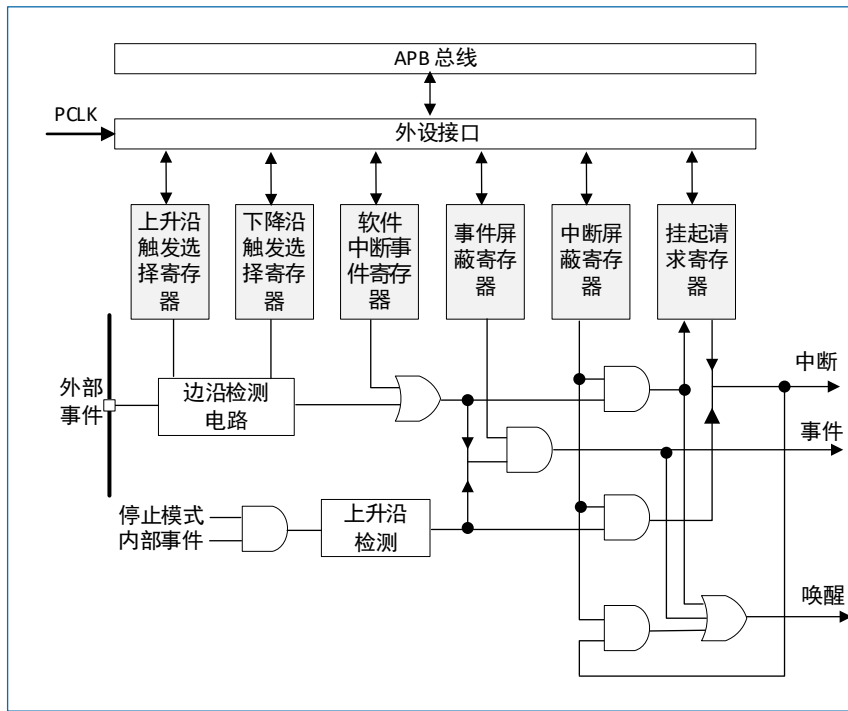 APB 总线
PCLK
外设接口
上升沿
触发选
择寄存
器
下降沿
触发选
择寄存
器
软件
中断事
件寄存
器
事件屏
蔽寄存
器
中断屏
蔽寄存
器
挂起请
求寄存
器
中断
外部
事件
边沿检测
电路
事件
停止模式
内部事件
上升沿
检测
唤醒